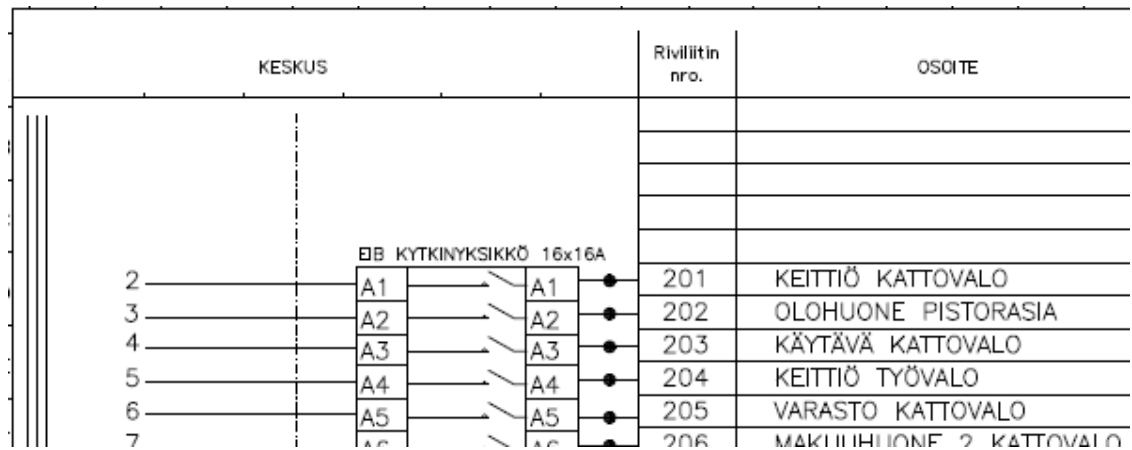 KESKUS Riviliitin nro. OSOITE
B KYTKINYKSIKKÖ 16x16A
2 A1 A1 201 KEITTIÖ KATTOVALO
3 A2 A2 202 OLOHUONE PISTORASIA
4 A3 A3 203 KÄYTÄVÄ KATTOVALO
5 A4 A4 204 KEITTIÖ TYÖVALO
6 A5 A5 205 VARASTO KATTOVALO
7 A6 A6 206 MAKUUHUONE 2 KATTOVALO